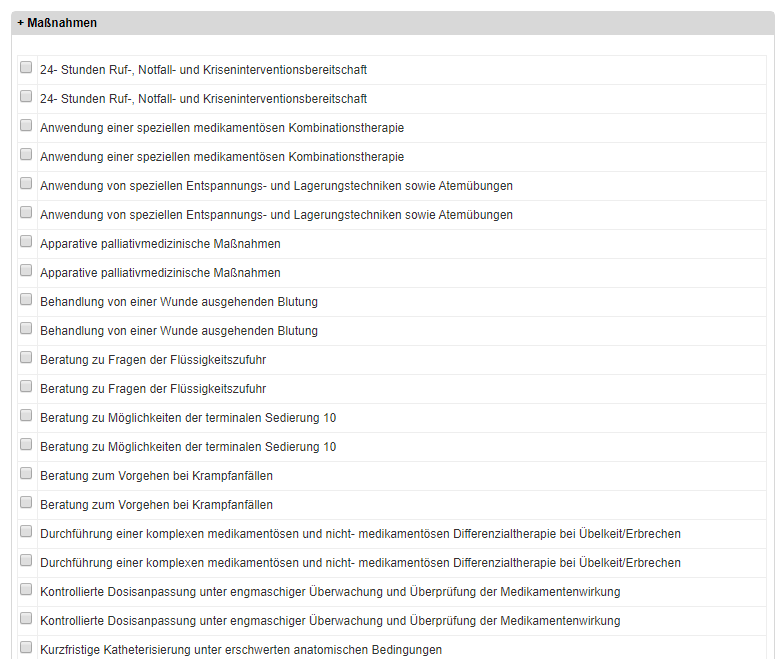 + Maßnahmen
24- Stunden Ruf-, Notfall- und Kriseninterventionsbereitschaft
24- Stunden Ruf-, Notfall- und Kriseninterventionsbereitschaft
Anwendung einer speziellen medikamentösen Kombinationstherapie
Anwendung einer speziellen medikamentösen Kombinationstherapie
Anwendung von speziellen Entspannungs- und Lagerungstechniken sowie Atemübungen
Anwendung von speziellen Entspannungs- und Lagerungstechniken sowie Atemübungen
Apparative palliativmedizinische Maßnahmen
Apparative palliativmedizinische Maßnahmen
Behandlung von einer Wunde ausgehenden Blutung
Behandlung von einer Wunde ausgehenden Blutung
Beratung zu Fragen der Flüssigkeitszufuhr
Beratung zu Fragen der Flüssigkeitszufuhr
Beratung zu Möglichkeiten der terminalen Sedierung 10
Beratung zu Möglichkeiten der terminalen Sedierung 10
Beratung zum Vorgehen bei Krampfanfällen
Beratung zum Vorgehen bei Krampfanfällen
Durchführung einer komplexen medikamentösen und nicht- medikamentösen Differenzialtherapie bei Übelkeit/Erbrechen
Durchführung einer komplexen medikamentösen und nicht- medikamentösen Differenzialtherapie bei Übelkeit/Erbrechen
Kontrollierte Dosisanpassung unter engmaschiger Überwachung und Überprüfung der Medikamentenwirkung
Kontrollierte Dosisanpassung unter engmaschiger Überwachung und Überprüfung der Medikamentenwirkung
Kurzfristige Katheterisierung unter erschwerten anatomischen Bedingungen